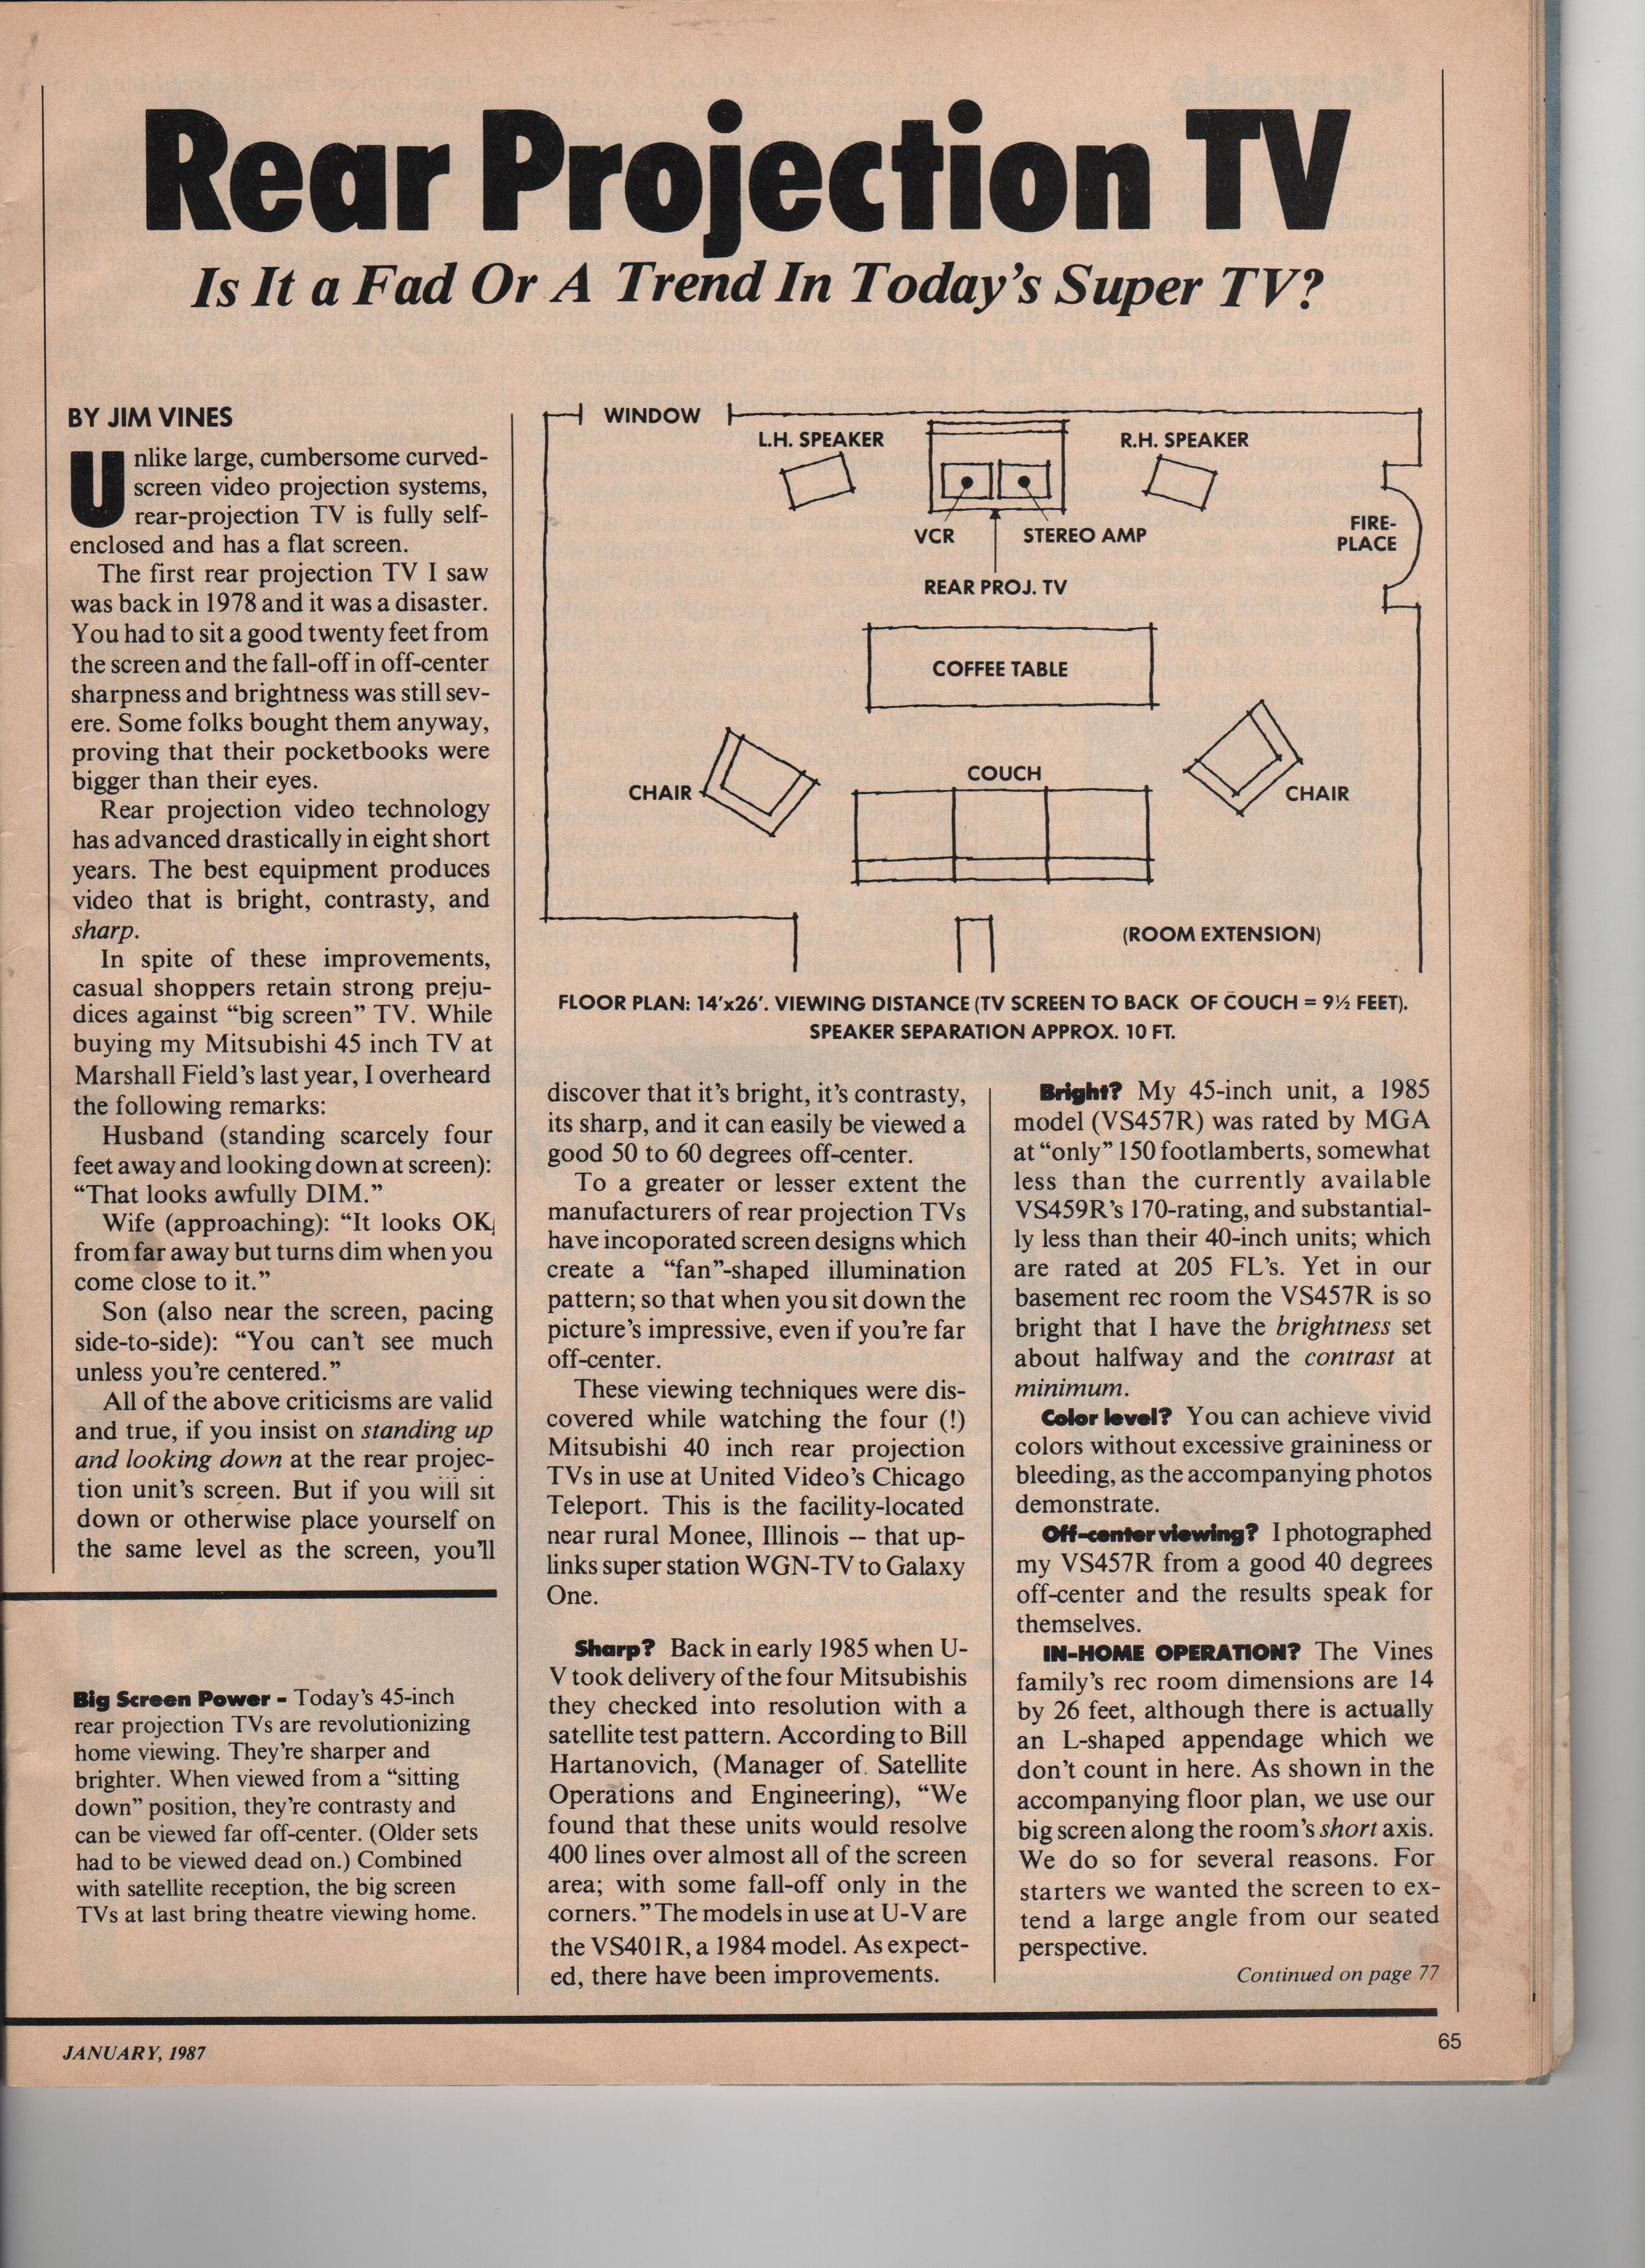 Rear Projection TV
Is It a Fad Or A Trend In Today's Super TV?
BY JIM VINES
Unlike large, cumbersome curved-
screen video projection systems,
rear-projection TV is fully self-
enclosed and has a flat screen.
The first rear projection TV I saw
was back in 1978 and it was a disaster.
You had to sit a good twenty feet from
the screen and the fall-off in off-center
sharpness and brightness was still sev-
ere. Some folks bought them anyway,
proving that their pocketbooks were
bigger than their eyes.
Rear projection video technology
has advanced drastically in eight short
years. The best equipment produces
video that is bright, contrasty, and
sharp.
In spite of these improvements,
casual shoppers retain strong preju-
dices against “big screen” TV. While
buying my Mitsubishi 45 inch TV at
Marshall Field's last year, I overheard
the following remarks:
Husband (standing scarcely four
feet away and looking down at screen):
“That looks awfully DIM.”
Wife (approaching): “It looks OK
from far away but turns dim when you
come close to it.”
Son (also near the screen, pacing
side-to-side): “You can't see much
unless you're centered.”
All of the above criticisms are valid
and true, if you insist on standing up
and looking down at the rear projec-
tion unit's screen. But if you will sit
down or otherwise place yourself on
the same level as the screen, you'll
Big Screen Power - Today's 45-inch
rear projection TVs are revolutionizing
home viewing. They're sharper and
brighter. When viewed from a “sitting
down” position, they're contrasty and
can be viewed far off-center. (Older sets
had to be viewed dead on.) Combined
with satellite reception, the big screen
TVs at last bring theatre viewing home.
WINDOW
L.H. SPEAKER
R.H. SPEAKER
VCR
STEREO AMP
FIRE-
PLACE
REAR PROJ. TV
COFFEE TABLE
COUCH
CHAIR
CHAIR
(ROOM EXTENSION)
FLOOR PLAN: 14'x26'. VIEWING DISTANCE (TV SCREEN TO BACK OF COUCH = 9½ FEET).
SPEAKER SEPARATION APPROX. 10 FT.
discover that it's bright, it's contrasty,
its sharp, and it can easily be viewed a
good 50 to 60 degrees off-center.
To a greater or lesser extent the
manufacturers of rear projection TVs
have incoporated screen designs which
create a “fan”-shaped illumination
pattern; so that when you sit down the
picture's impressive, even if you're far
off-center.
These viewing techniques were dis-
covered while watching the four (!)
Mitsubishi 40 inch rear projection
TVs in use at United Video's Chicago
Teleport. This is the facility-located
near rural Monee, Illinois -- that up-
links super station WGN-TV to Galaxy
One.
Sharp? Back in early 1985 when U-
V took delivery of the four Mitsubishis
they checked into resolution with a
satellite test pattern. According to Bill
Hartanovich, (Manager of Satellite
Operations and Engineering), “We
found that these units would resolve
400 lines over almost all of the screen
area; with some fall-off only in the
corners.” The models in use at U-V are
the VS401R, a 1984 model. As expect-
ed, there have been improvements.
Bright? My 45-inch unit, a 1985
model (VS457R) was rated by MGA
at “only” 150 footlamberts, somewhat
less than the currently available
VS459R's 170-rating, and substantial-
ly less than their 40-inch units; which
are rated at 205 FL's. Yet in our
basement rec room the VS457R is so
bright that I have the brightness set
about halfway and the contrast at
minimum.
Color level? You can achieve vivid
colors without excessive graininess or
bleeding, as the accompanying photos
demonstrate.
Off-center viewing? I photographed
my VS457R from a good 40 degrees
off-center and the results speak for
themselves.
IN-HOME OPERATION? The Vines
family's rec room dimensions are 14
by 26 feet, although there is actually
an L-shaped appendage which we
don't count in here. As shown in the
accompanying floor plan, we use our
big screen along the room's short axis.
We do so for several reasons. For
starters we wanted the screen to ex-
tend a large angle from our seated
perspective.
Continued on page 77
JANUARY, 1987
65